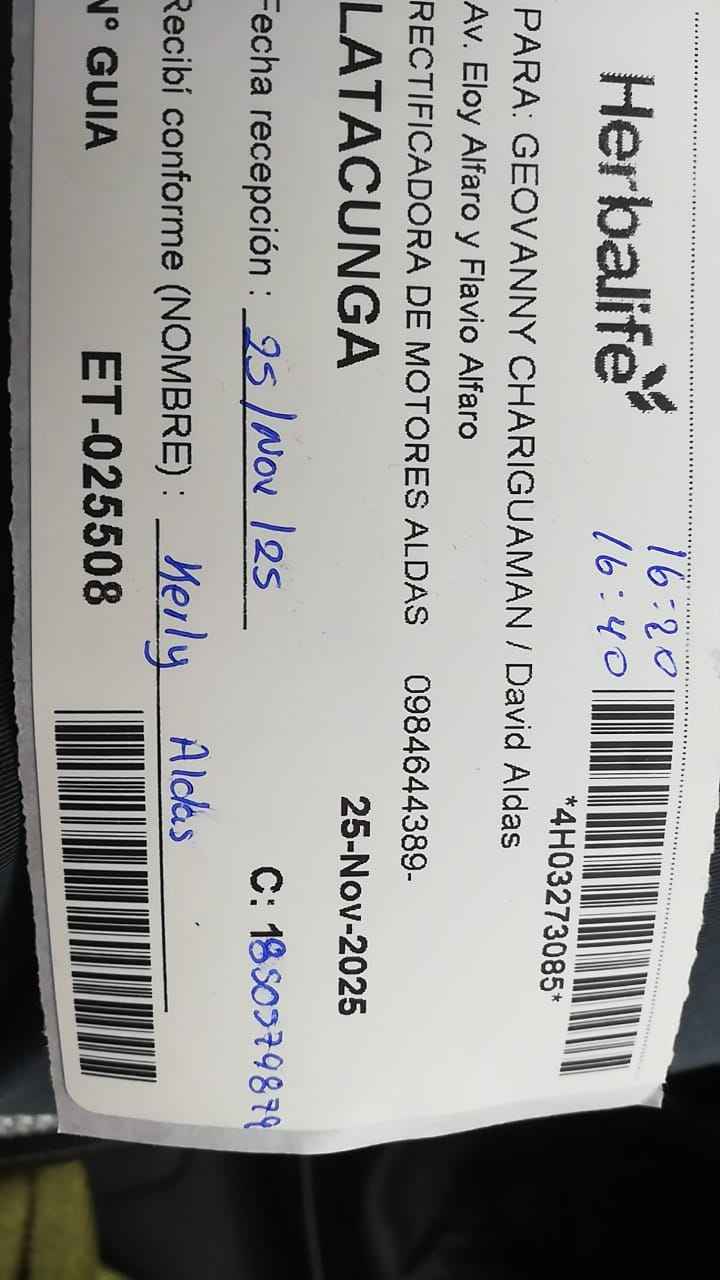 Herbalife
16:20
16:40
*4H03273085*
PARA: GEOVANNY CHARIGUAMAN / David Aldas
Av. Eloy Alfaro y Flavio Alfaro
RECTIFICADORA DE MOTORES ALDAS 0984644389-
LATACUNGA 25-Nov-2025
Fecha recepción : 25/Nov/25 C:
Recibí conforme (NOMBRE) : Nerly Aldas
N° GUIA ET-025508